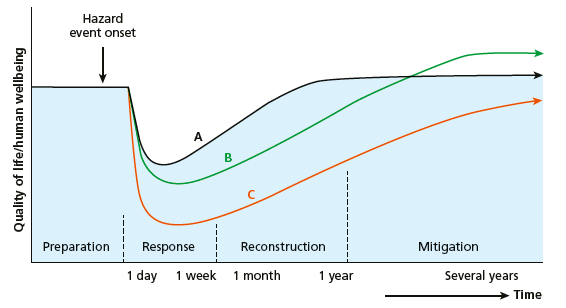 Hazard
event onset
Quality of life/human wellbeing
A
B
C
Preparation
Response
Reconstruction
Mitigation
1 day
1 week
1 month
1 year
Several years
Time